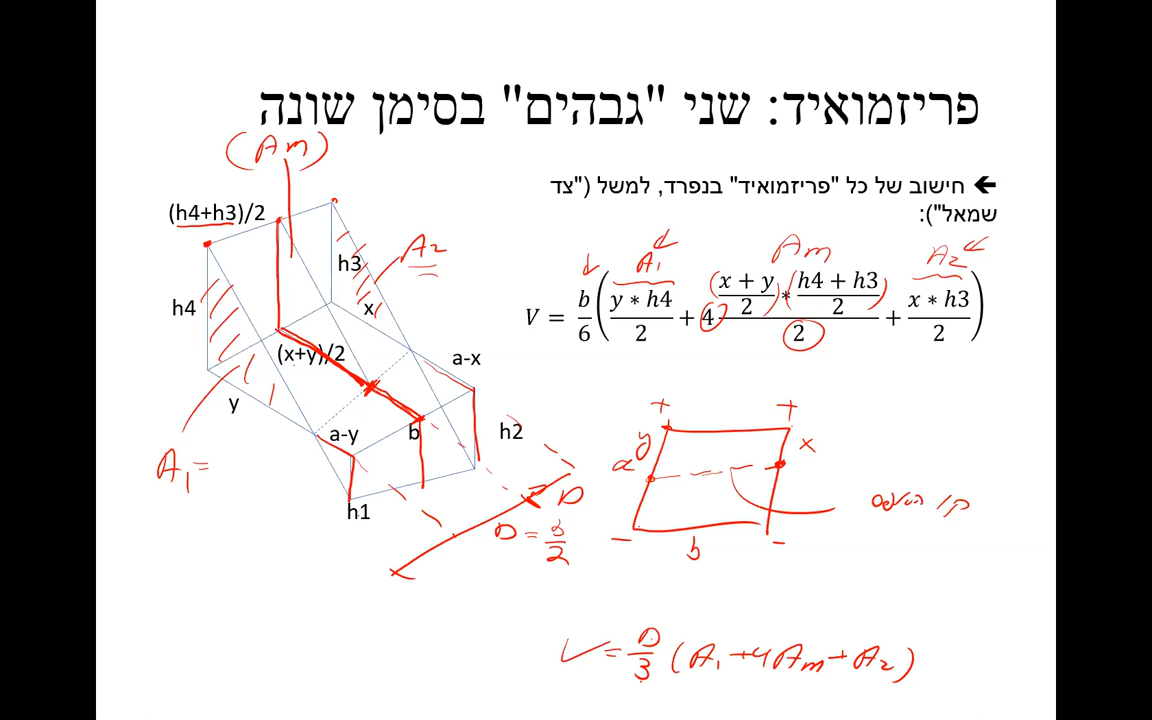 פריזמואיד: שני "גבהים" בסימן שונה
(Am)
← חישוב של כל "פריזמואיד" בנפרד, למשל ("צד
שמאל"):
(h4+h3)/2
A2
h3
h4
x
(x+y)/2
a-x
y
a-y
b
h2
h1
A1 =
D
D = b/2
A1 Am A2
V = b/6 (y*h4/2 + 4 ((x+y)/2 * (h4+h3)/2)/2 + x*h3/2)
+ +
y x
a
- -
b
קו האפס
V = D/3 (A1 + 4Am + A2)